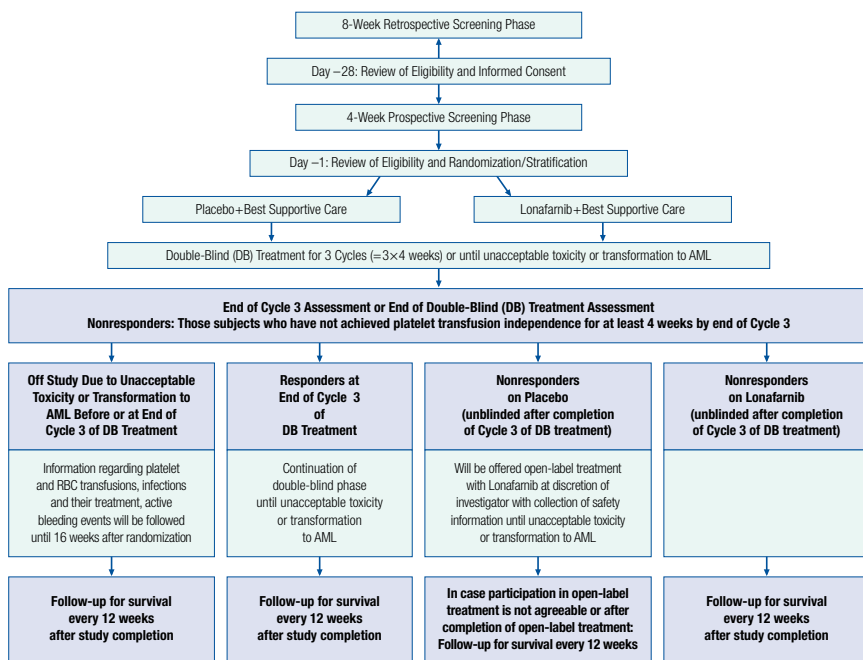 8-Week Retrospective Screening Phase
Day –28: Review of Eligibility and Informed Consent
4-Week Prospective Screening Phase
Day –1: Review of Eligibility and Randomization/Stratification
Placebo+Best Supportive Care
Lonafarnib+Best Supportive Care
Double-Blind (DB) Treatment for 3 Cycles (=3×4 weeks) or until unacceptable toxicity or transformation to AML
End of Cycle 3 Assessment or End of Double-Blind (DB) Treatment Assessment
Nonresponders: Those subjects who have not achieved platelet transfusion independence for at least 4 weeks by end of Cycle 3
Off Study Due to Unacceptable
Toxicity or Transformation to
AML Before or at End of
Cycle 3 of DB Treatment
Responders at
End of Cycle 3
of
DB Treatment
Nonresponders
on Placebo
(unblinded after completion
of Cycle 3 of DB treatment)
Nonresponders
on Lonafarnib
(unblinded after completion
of Cycle 3 of DB treatment)
Information regarding platelet
and RBC transfusions, infections
and their treatment, active
bleeding events will be followed
until 16 weeks after randomization
Continuation of
double-blind phase
until unacceptable toxicity
or transformation
to AML
Will be offered open-label treatment
with Lonafarnib at discretion of
investigator with collection of safety
information until unacceptable toxicity
or transformation to AML
Follow-up for survival
every 12 weeks
after study completion
Follow-up for survival
every 12 weeks
after study completion
In case participation in open-label
treatment is not agreeable or after
completion of open-label treatment:
Follow-up for survival every 12 weeks
Follow-up for survival
every 12 weeks
after study completion